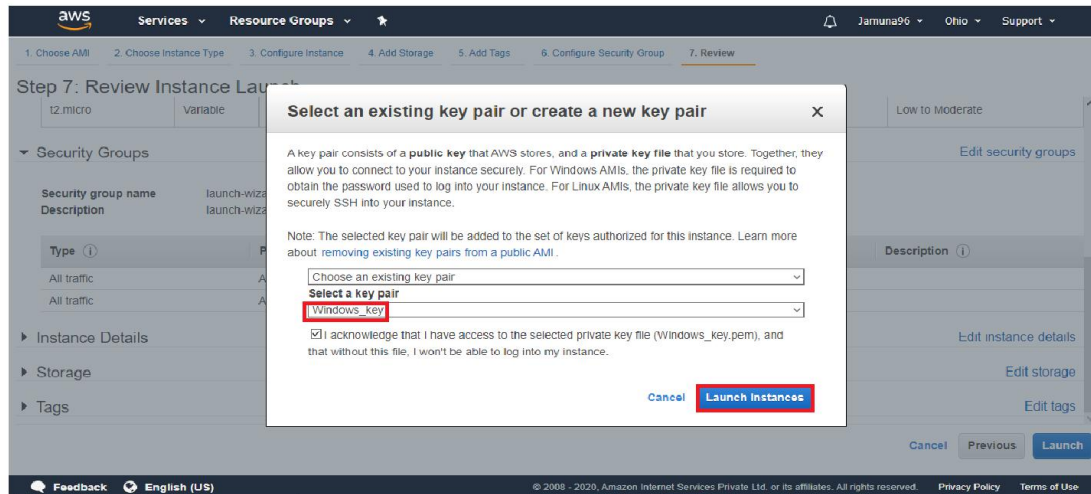 aws Services Resource Groups Jamuna96 Ohio Support
1. Choose AMI 2. Choose Instance Type 3. Configure Instance 4. Add Storage 5. Add Tags 6. Configure Security Group 7. Review
Step 7: Review Instance Launch
t2.micro Variable Low to Moderate
Select an existing key pair or create a new key pair
A key pair consists of a public key that AWS stores, and a private key file that you store. Together, they
allow you to connect to your instance securely. For Windows AMIs, the private key file is required to
obtain the password used to log into your instance. For Linux AMIs, the private key file allows you to
securely SSH into your instance.
Note: The selected key pair will be added to the set of keys authorized for this instance. Learn more
about removing existing key pairs from a public AMI .
Choose an existing key pair
Select a key pair
Windows_key
I acknowledge that I have access to the selected private key file (Windows_key.pem), and
that without this file, I won't be able to log into my instance.
Cancel Launch Instances
Security Groups Edit security groups
Security group name launch-wiza
Description launch-wiza
Type P Description
All traffic A
All traffic A
Instance Details Edit instance details
Storage Edit storage
Tags Edit tags
Cancel Previous Launch
Feedback English (US) © 2008 - 2020, Amazon Internet Services Private Ltd. or its affiliates. All rights reserved. Privacy Policy Terms of Use